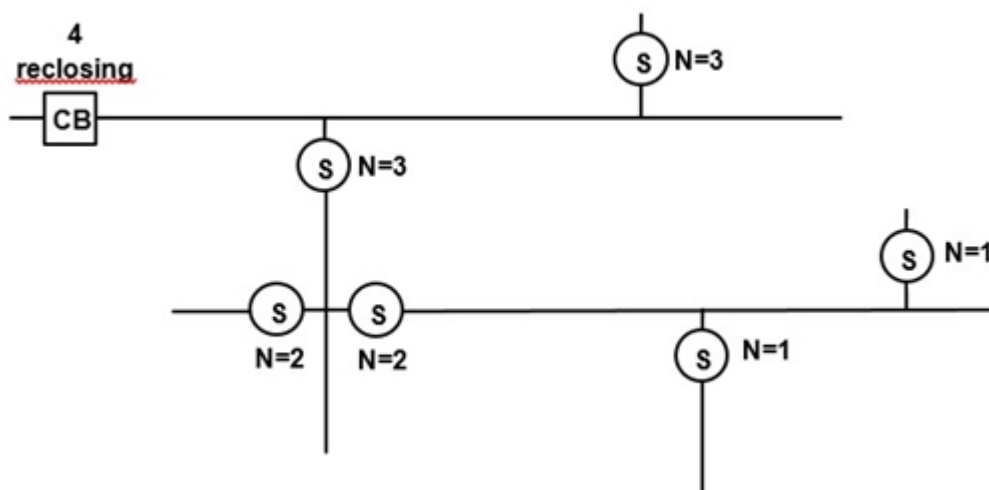 4
reclosing
CB
S N=3
S N=3
S N=1
S S
N=2 N=2
S N=1